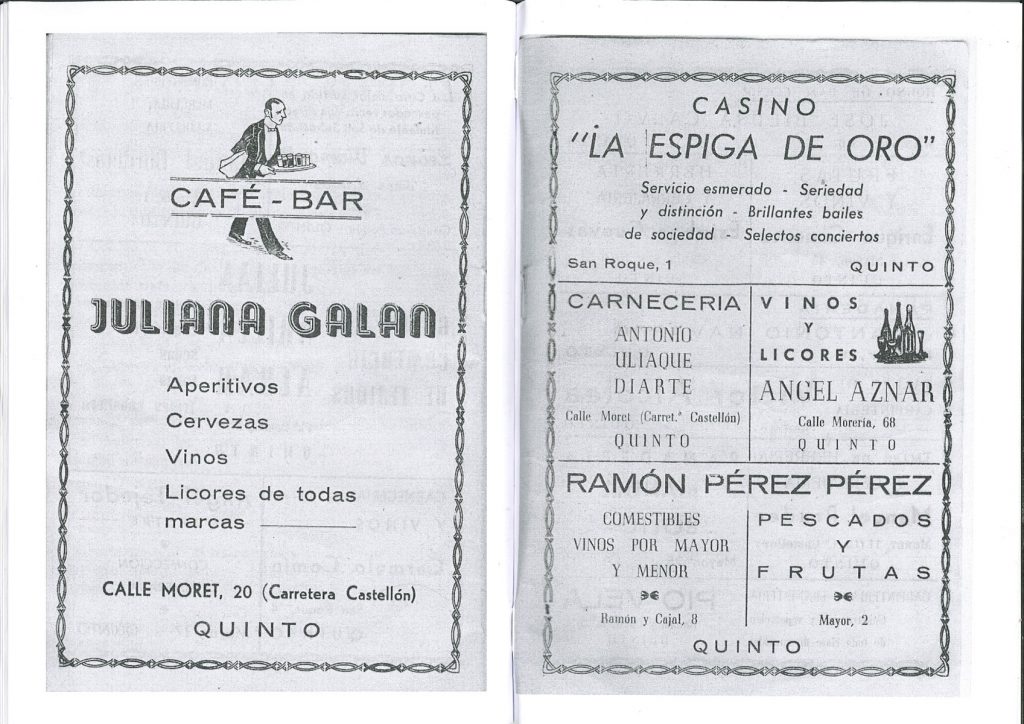 CAFÉ - BAR
JULIANA GALAN
Aperitivos
Cervezas
Vinos
Licores de todas
marcas
CALLE MORET, 20 (Carretera Castellón)
QUINTO
CASINO
"LA ESPIGA DE ORO"
Servicio esmerado - Seriedad
y distinción - Brillantes bailes
de sociedad - Selectos conciertos
San Roque, 1 QUINTO
CARNECERIA
ANTONIO
ULIAQUE
DIARTE
Calle Moret (Carret.ª Castellón)
QUINTO
VINOS
Y
LICORES
ANGEL AZNAR
Calle Morería, 68
QUINTO
RAMÓN PÉREZ PÉREZ
COMESTIBLES
VINOS POR MAYOR
Y MENOR
Ramón y Cajal, 8
PESCADOS
Y
FRUTAS
Mayor, 2
QUINTO